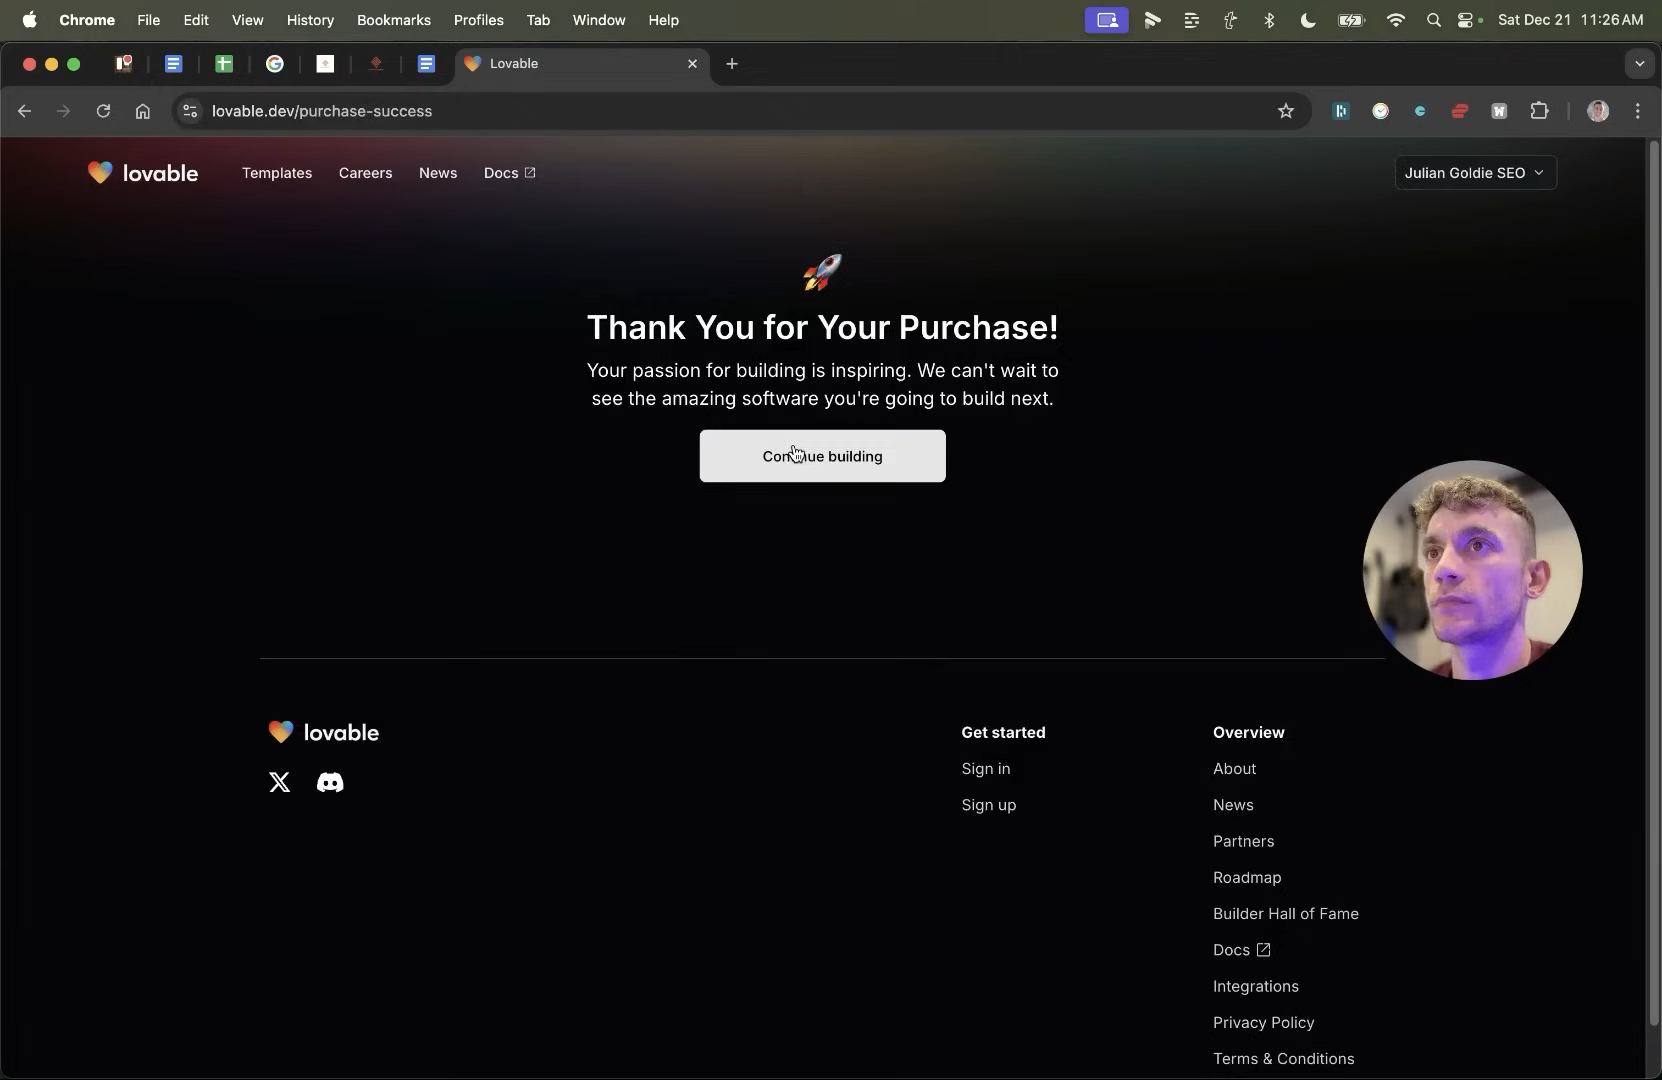 Chrome File Edit View History Bookmarks Profiles Tab Window Help Sat Dec 21 11:26 AM
Lovable
lovable.dev/purchase-success
lovable Templates Careers News Docs Julian Goldie SEO
Thank You for Your Purchase!
Your passion for building is inspiring. We can't wait to
see the amazing software you're going to build next.
Continue building
lovable
Get started
Sign in
Sign up
Overview
About
News
Partners
Roadmap
Builder Hall of Fame
Docs
Integrations
Privacy Policy
Terms & Conditions